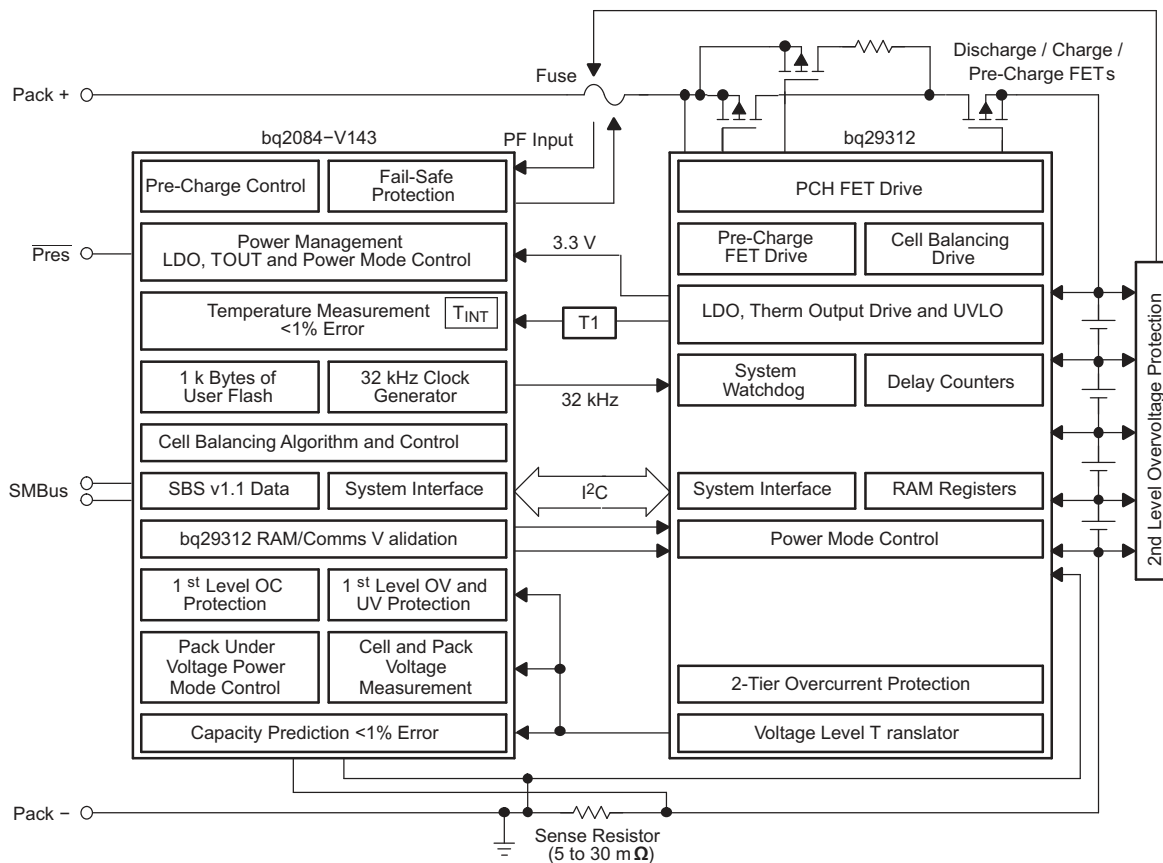 Discharge / Charge /
Pre-Charge FETs
Fuse
Pack +
bq2084−V143
PF Input
bq29312
Pre-Charge Control
Fail-Safe
Protection
PCH FET Drive
Pres
Power Management
LDO, TOUT and Power Mode Control
3.3 V
Pre-Charge
FET Drive
Cell Balancing
Drive
Temperature Measurement
<1% Error
TINT
T1
LDO, Therm Output Drive and UVLO
1 k Bytes of
User Flash
32 kHz Clock
Generator
32 kHz
System
Watchdog
Delay Counters
Cell Balancing Algorithm and Control
2nd Level Overvoltage Protection
SMBus
SBS v1.1 Data
System Interface
I2C
System Interface
RAM Registers
bq29312 RAM/Comms V alidation
Power Mode Control
1 st Level OC
Protection
1 st Level OV and
UV Protection
Pack Under
Voltage Power
Mode Control
Cell and Pack
Voltage
Measurement
2-Tier Overcurrent Protection
Capacity Prediction <1% Error
Voltage Level T ranslator
Pack −
Sense Resistor
(5 to 30 m Ω)